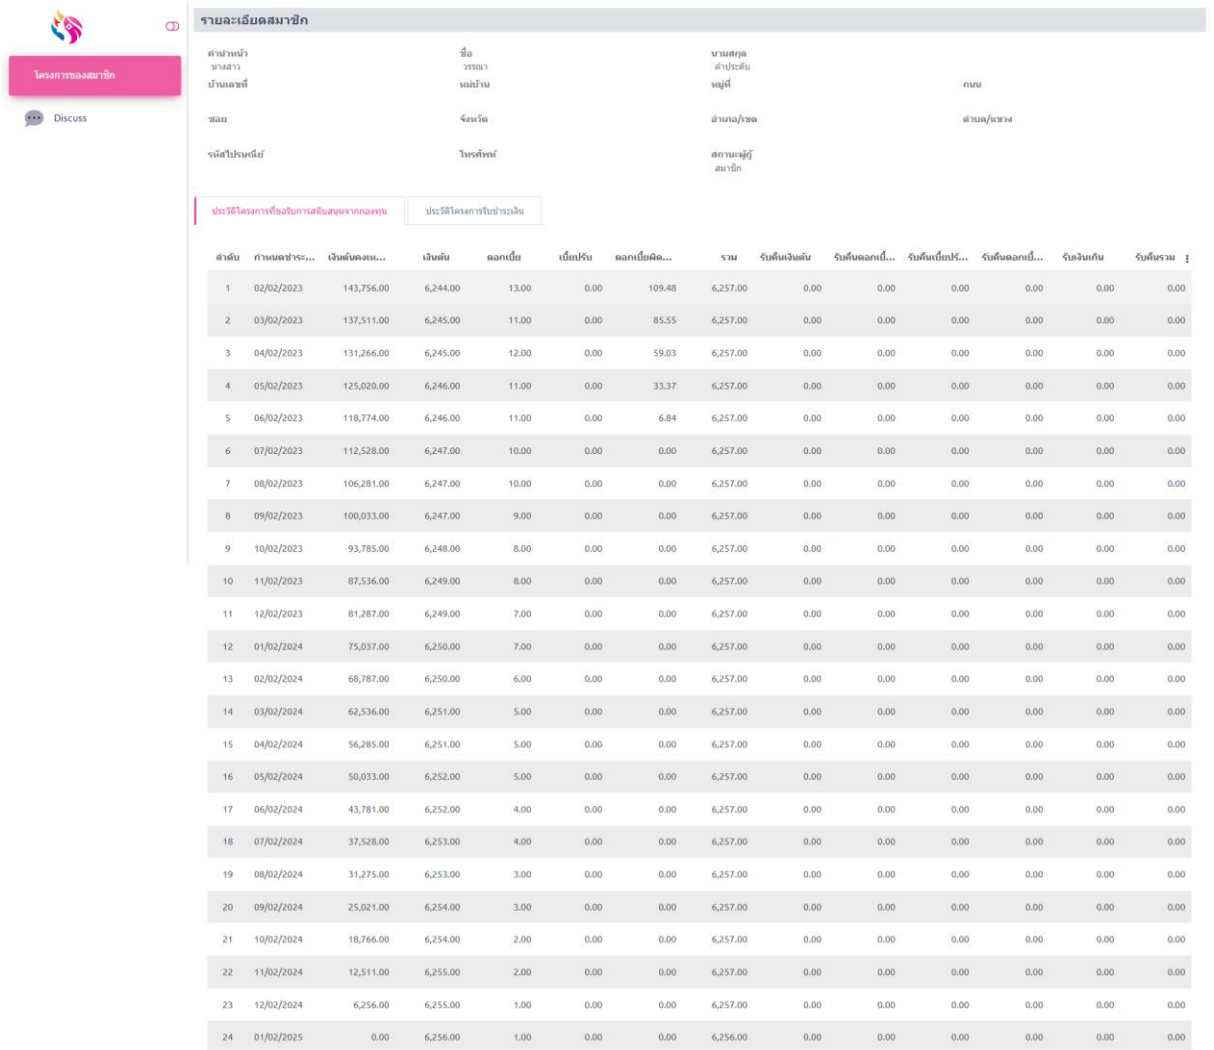 รายละเอียดสมาชิก
โครงการของสมาชิก
Discuss
คำนำหน้า ชื่อ นามสกุล
นางสาว วรรณา คำประดับ
บ้านเลขที่ หมู่บ้าน หมู่ที่ ถนน
ซอย จังหวัด อำเภอ/เขต ตำบล/แขวง
รหัสไปรษณีย์ โทรศัพท์ สถานะผู้กู้
สมาชิก
ประวัติโครงการที่ขอรับการสนับสนุนจากกองทุน ประวัติโครงการรับชำระเงิน
ลำดับ กำหนดชำระ... เงินต้นคงเห... เงินต้น ดอกเบี้ย เบี้ยปรับ ดอกเบี้ยผิด... รวม รับคืนเงินต้น รับคืนดอกเบี้... รับคืนเบี้ยปรั... รับคืนดอกเบี้... รับเงินเกิน รับคืนรวม
1 02/02/2023 143,756.00 6,244.00 13.00 0.00 109.48 6,257.00 0.00 0.00 0.00 0.00 0.00 0.00
2 03/02/2023 137,511.00 6,245.00 11.00 0.00 85.55 6,257.00 0.00 0.00 0.00 0.00 0.00 0.00
3 04/02/2023 131,266.00 6,245.00 12.00 0.00 59.03 6,257.00 0.00 0.00 0.00 0.00 0.00 0.00
4 05/02/2023 125,020.00 6,246.00 11.00 0.00 33.37 6,257.00 0.00 0.00 0.00 0.00 0.00 0.00
5 06/02/2023 118,774.00 6,246.00 11.00 0.00 6.84 6,257.00 0.00 0.00 0.00 0.00 0.00 0.00
6 07/02/2023 112,528.00 6,247.00 10.00 0.00 0.00 6,257.00 0.00 0.00 0.00 0.00 0.00 0.00
7 08/02/2023 106,281.00 6,247.00 10.00 0.00 0.00 6,257.00 0.00 0.00 0.00 0.00 0.00 0.00
8 09/02/2023 100,033.00 6,247.00 9.00 0.00 0.00 6,257.00 0.00 0.00 0.00 0.00 0.00 0.00
9 10/02/2023 93,785.00 6,248.00 8.00 0.00 0.00 6,257.00 0.00 0.00 0.00 0.00 0.00 0.00
10 11/02/2023 87,536.00 6,249.00 8.00 0.00 0.00 6,257.00 0.00 0.00 0.00 0.00 0.00 0.00
11 12/02/2023 81,287.00 6,249.00 7.00 0.00 0.00 6,257.00 0.00 0.00 0.00 0.00 0.00 0.00
12 01/02/2024 75,037.00 6,250.00 7.00 0.00 0.00 6,257.00 0.00 0.00 0.00 0.00 0.00 0.00
13 02/02/2024 68,787.00 6,250.00 6.00 0.00 0.00 6,257.00 0.00 0.00 0.00 0.00 0.00 0.00
14 03/02/2024 62,536.00 6,251.00 5.00 0.00 0.00 6,257.00 0.00 0.00 0.00 0.00 0.00 0.00
15 04/02/2024 56,285.00 6,251.00 5.00 0.00 0.00 6,257.00 0.00 0.00 0.00 0.00 0.00 0.00
16 05/02/2024 50,033.00 6,252.00 5.00 0.00 0.00 6,257.00 0.00 0.00 0.00 0.00 0.00 0.00
17 06/02/2024 43,781.00 6,252.00 4.00 0.00 0.00 6,257.00 0.00 0.00 0.00 0.00 0.00 0.00
18 07/02/2024 37,528.00 6,253.00 4.00 0.00 0.00 6,257.00 0.00 0.00 0.00 0.00 0.00 0.00
19 08/02/2024 31,275.00 6,253.00 3.00 0.00 0.00 6,257.00 0.00 0.00 0.00 0.00 0.00 0.00
20 09/02/2024 25,021.00 6,254.00 3.00 0.00 0.00 6,257.00 0.00 0.00 0.00 0.00 0.00 0.00
21 10/02/2024 18,766.00 6,254.00 2.00 0.00 0.00 6,257.00 0.00 0.00 0.00 0.00 0.00 0.00
22 11/02/2024 12,511.00 6,255.00 2.00 0.00 0.00 6,257.00 0.00 0.00 0.00 0.00 0.00 0.00
23 12/02/2024 6,256.00 6,255.00 1.00 0.00 0.00 6,257.00 0.00 0.00 0.00 0.00 0.00 0.00
24 01/02/2025 0.00 6,256.00 1.00 0.00 0.00 6,256.00 0.00 0.00 0.00 0.00 0.00 0.00